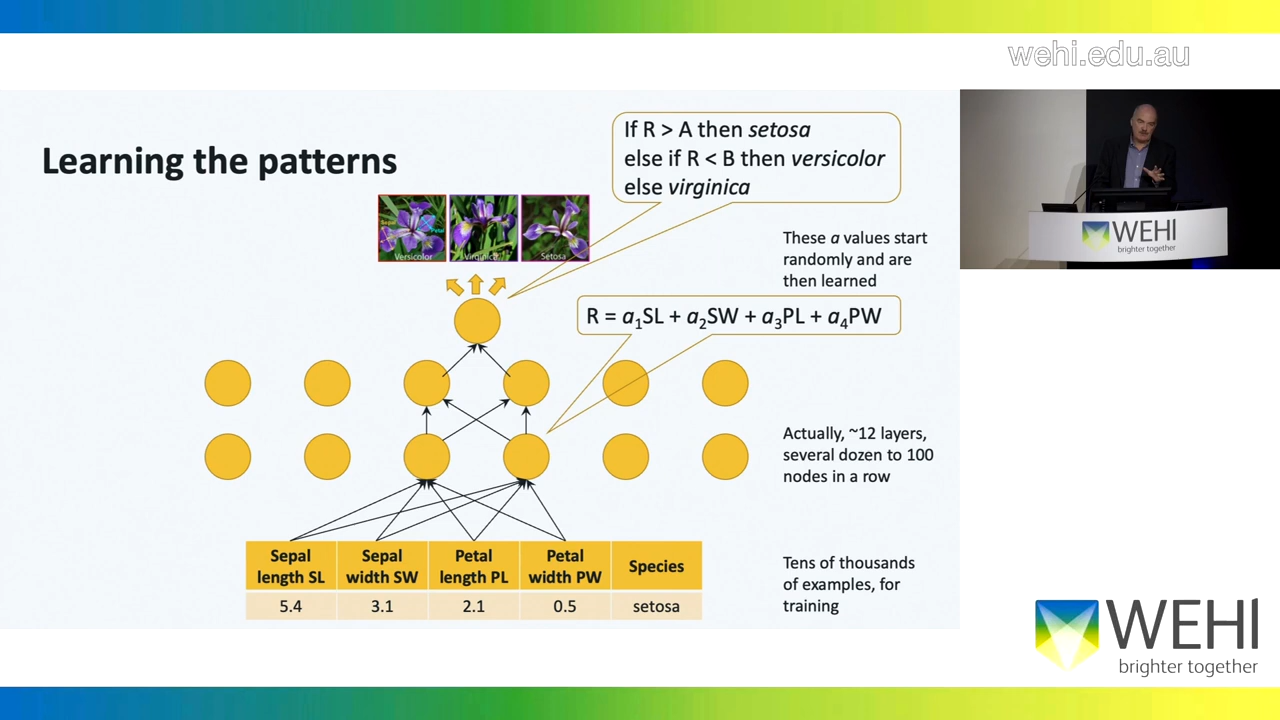 wehi.edu.au
Learning the patterns
If R > A then setosa
else if R < B then versicolor
else virginica
Sepal
Petal
Versicolor
Virginica
Setosa
These a values start
randomly and are
then learned
R = a₁SL + a₂SW + a₃PL + a₄PW
Actually, ~12 layers,
several dozen to 100
nodes in a row
Sepal length SL
Sepal width SW
Petal length PL
Petal width PW
Species
5.4
3.1
2.1
0.5
setosa
Tens of thousands
of examples, for
training
WEHI
brighter together
WEHI
brighter together